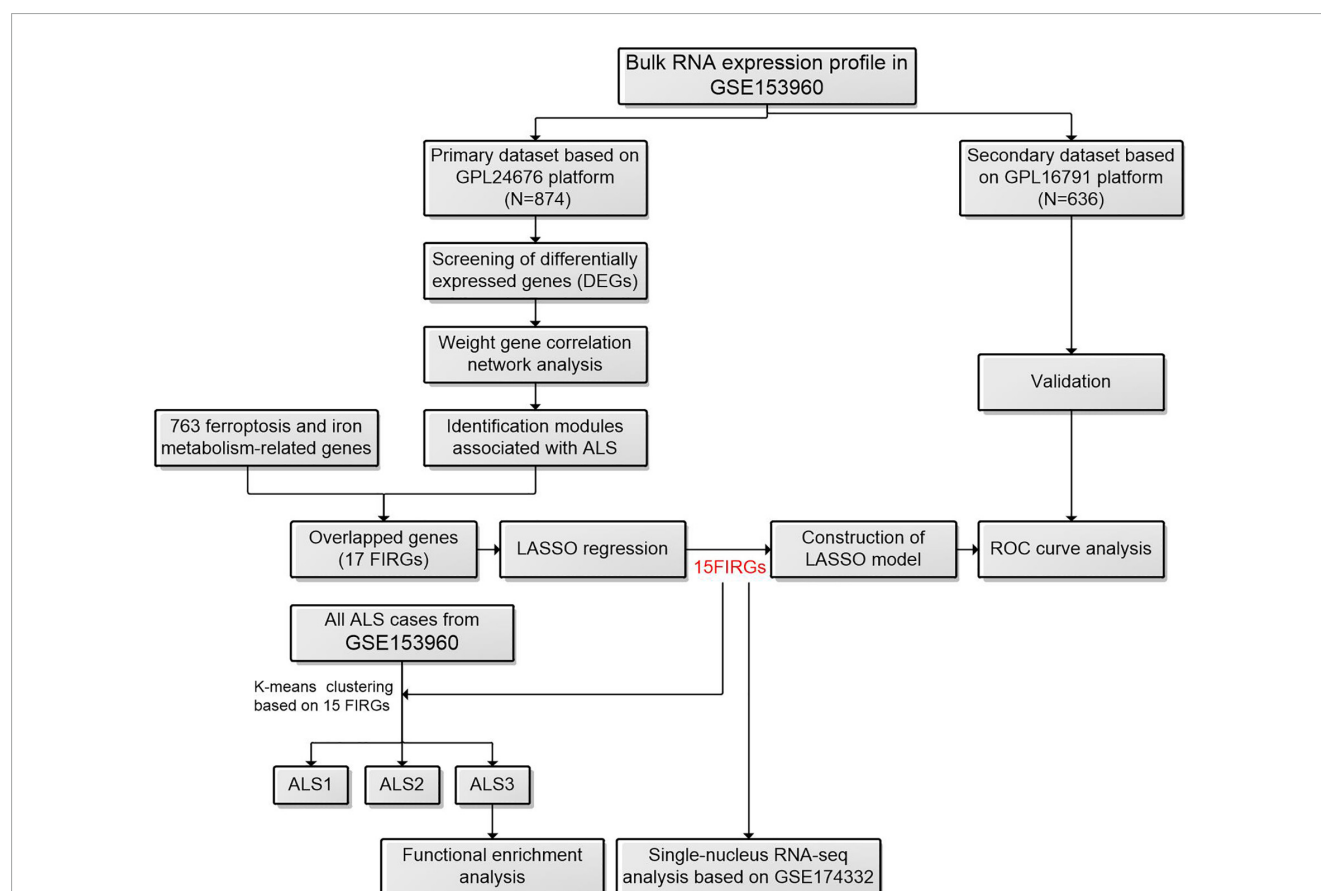 Bulk RNA expression profile in
GSE153960
Primary dataset based on
GPL24676 platform
(N=874)
Secondary dataset based
on GPL16791 platform
(N=636)
Screening of differentially
expressed genes (DEGs)
Weight gene correlation
network analysis
Validation
763 ferroptosis and iron
metabolism-related genes
Identification modules
associated with ALS
Overlapped genes
(17 FIRGs)
LASSO regression
15FIRGs
Construction of
LASSO model
ROC curve analysis
All ALS cases from
GSE153960
K-means clustering
based on 15 FIRGs
ALS1
ALS2
ALS3
Functional enrichment
analysis
Single-nucleus RNA-seq
analysis based on GSE174332